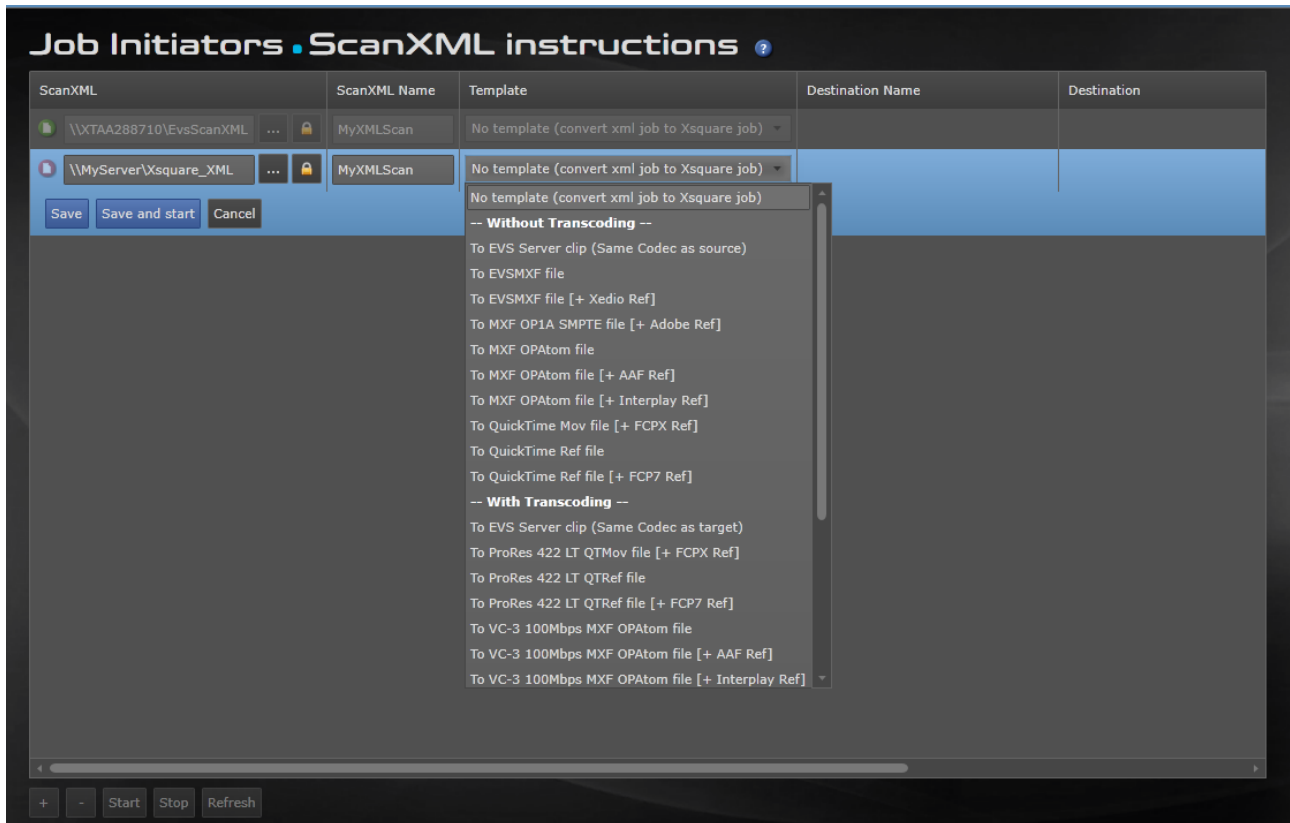 Job Initiators ScanXML instructions ?
ScanXML ScanXML Name Template Destination Name Destination
\\XTAA288710\EvsScanXML ... MyXMLScan No template (convert xml job to Xsquare job)
\\MyServer\Xsquare_XML ... MyXMLScan No template (convert xml job to Xsquare job)
Save Save and start Cancel
No template (convert xml job to Xsquare job)
-- Without Transcoding --
To EVS Server clip (Same Codec as source)
To EVSMXF file
To EVSMXF file [+ Xedio Ref]
To MXF OP1A SMPTE file [+ Adobe Ref]
To MXF OPAtom file
To MXF OPAtom file [+ AAF Ref]
To MXF OPAtom file [+ Interplay Ref]
To QuickTime Mov file [+ FCPX Ref]
To QuickTime Ref file
To QuickTime Ref file [+ FCP7 Ref]
-- With Transcoding --
To EVS Server clip (Same Codec as target)
To ProRes 422 LT QTMov file [+ FCPX Ref]
To ProRes 422 LT QTRef file
To ProRes 422 LT QTRef file [+ FCP7 Ref]
To VC-3 100Mbps MXF OPAtom file
To VC-3 100Mbps MXF OPAtom file [+ AAF Ref]
To VC-3 100Mbps MXF OPAtom file [+ Interplay Ref]
+ - Start Stop Refresh